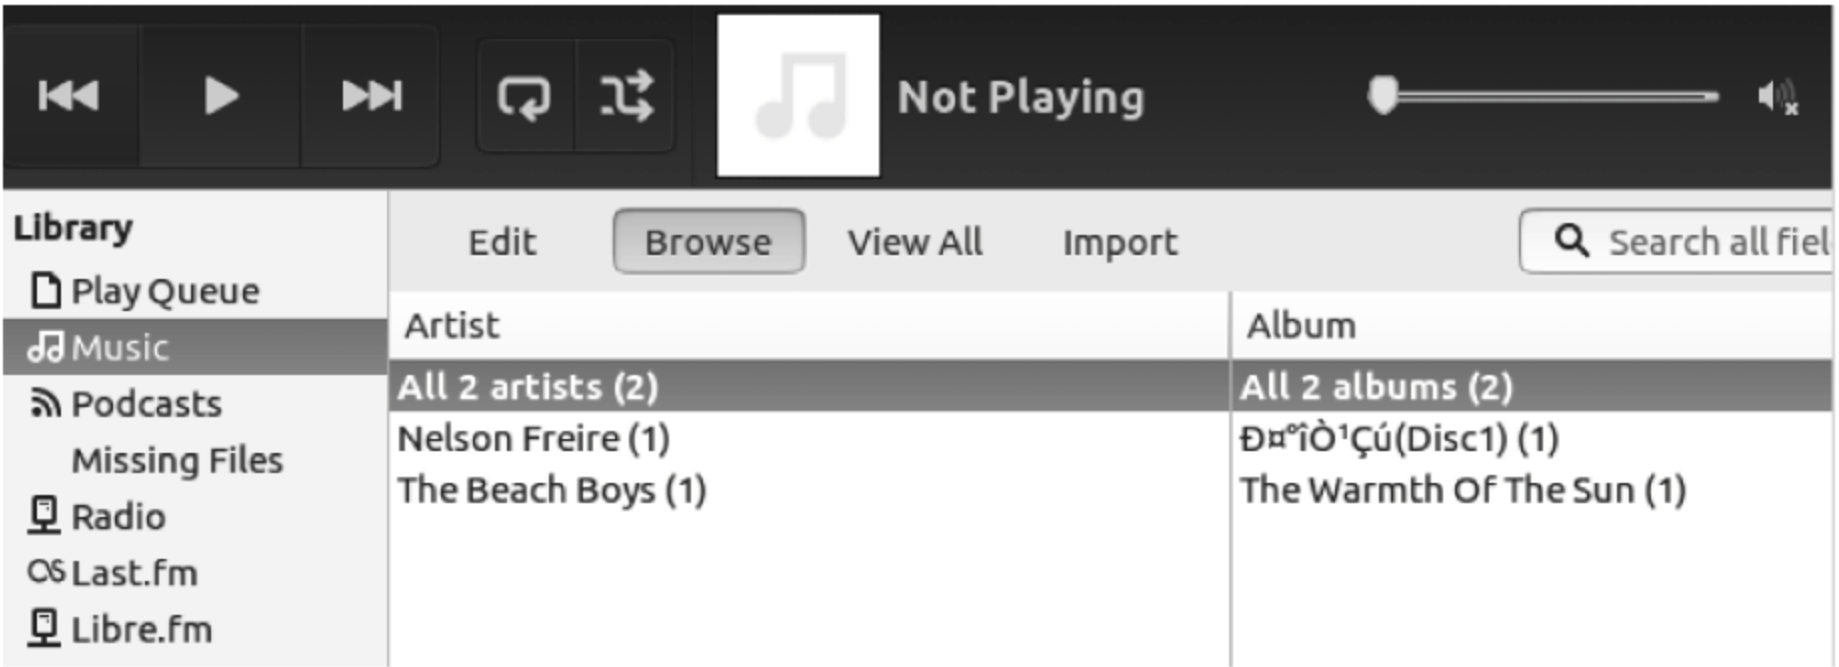 Not Playing
Library
Play Queue
Music
Podcasts
Missing Files
Radio
Last.fm
Libre.fm
Edit Browse View All Import Search all fiel
Artist Album
All 2 artists (2) All 2 albums (2)
Nelson Freire (1) Ð¤°îÒ¹Çú(Disc1) (1)
The Beach Boys (1) The Warmth Of The Sun (1)